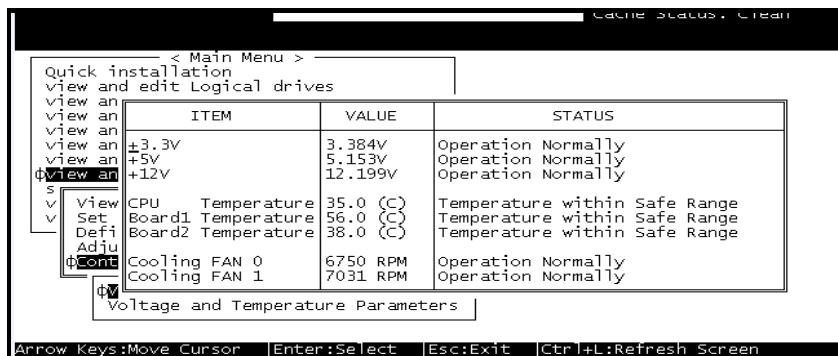 Cache Status: Clean
< Main Menu >
Quick installation
view and edit Logical drives
view an
view an
view an
view an
view an
view an
s
v
v
ITEM VALUE STATUS
+3.3V 3.384V Operation Normally
+5V 5.153V Operation Normally
+12V 12.199V Operation Normally
CPU Temperature 35.0 (C) Temperature within Safe Range
Board1 Temperature 56.0 (C) Temperature within Safe Range
Board2 Temperature 38.0 (C) Temperature within Safe Range
Cooling FAN 0 6750 RPM Operation Normally
Cooling FAN 1 7031 RPM Operation Normally
View
Set
Defi
Adju
Cont
V
Voltage and Temperature Parameters
Arrow Keys:Move Cursor |Enter:Select |Esc:Exit |Ctrl+L:Refresh Screen